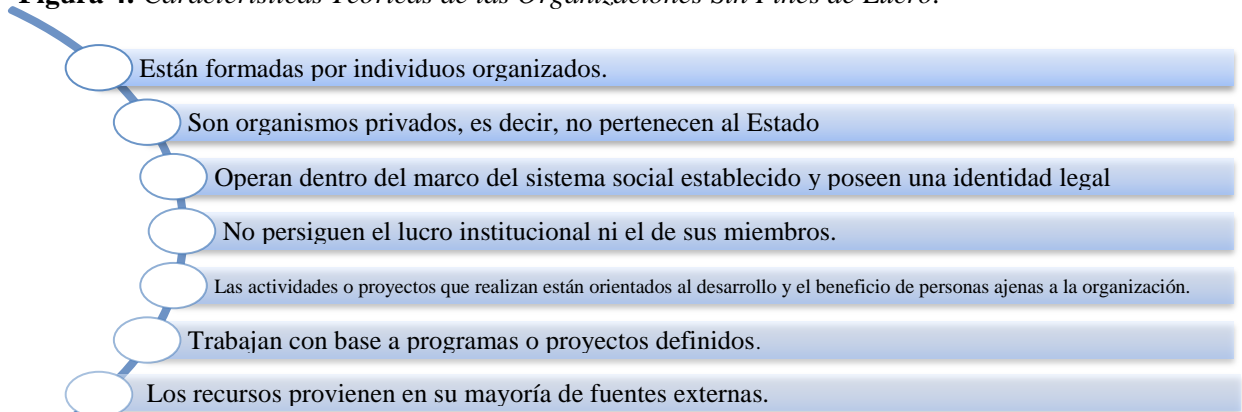 Figura 4. Características Teóricas de las Organizaciones Sin Fines de Lucro.
Están formadas por individuos organizados.
Son organismos privados, es decir, no pertenecen al Estado
Operan dentro del marco del sistema social establecido y poseen una identidad legal
No persiguen el lucro institucional ni el de sus miembros.
Las actividades o proyectos que realizan están orientados al desarrollo y el beneficio de personas ajenas a la organización.
Trabajan con base a programas o proyectos definidos.
Los recursos provienen en su mayoría de fuentes externas.